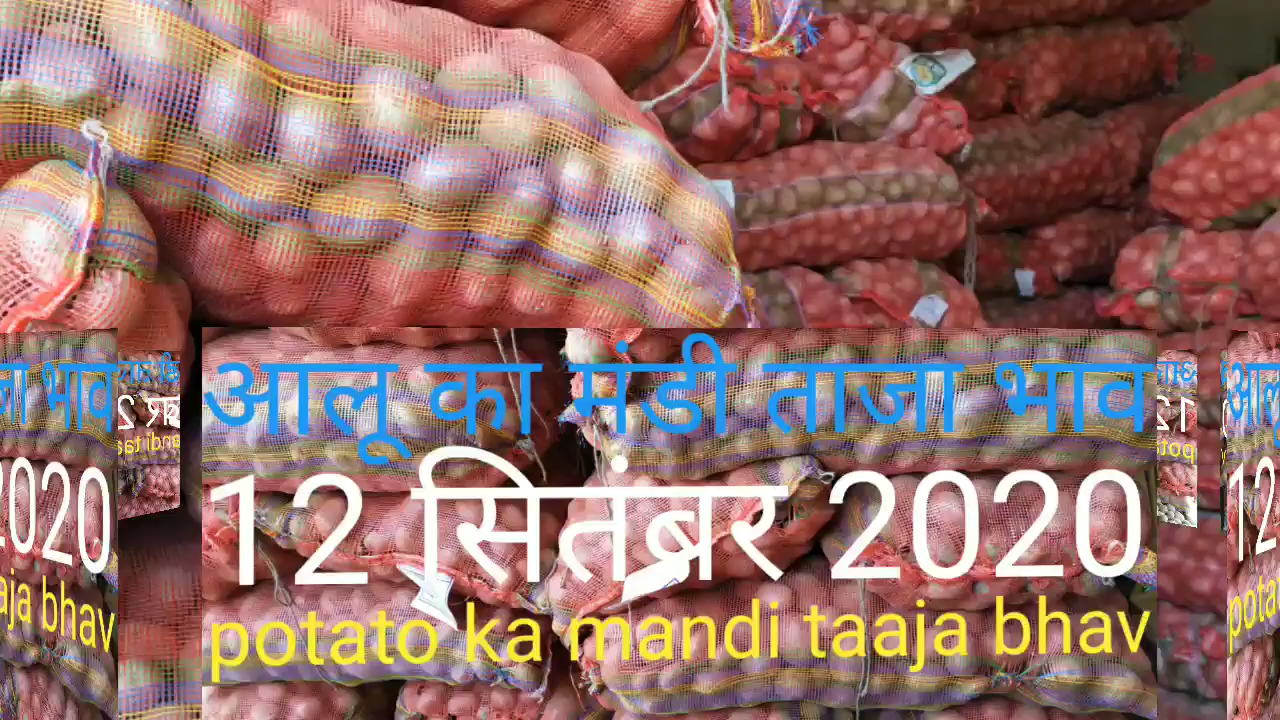 आलू का मंडी ताजा भाव
12 सितंबर 2020
potato ka mandi taaja bhav